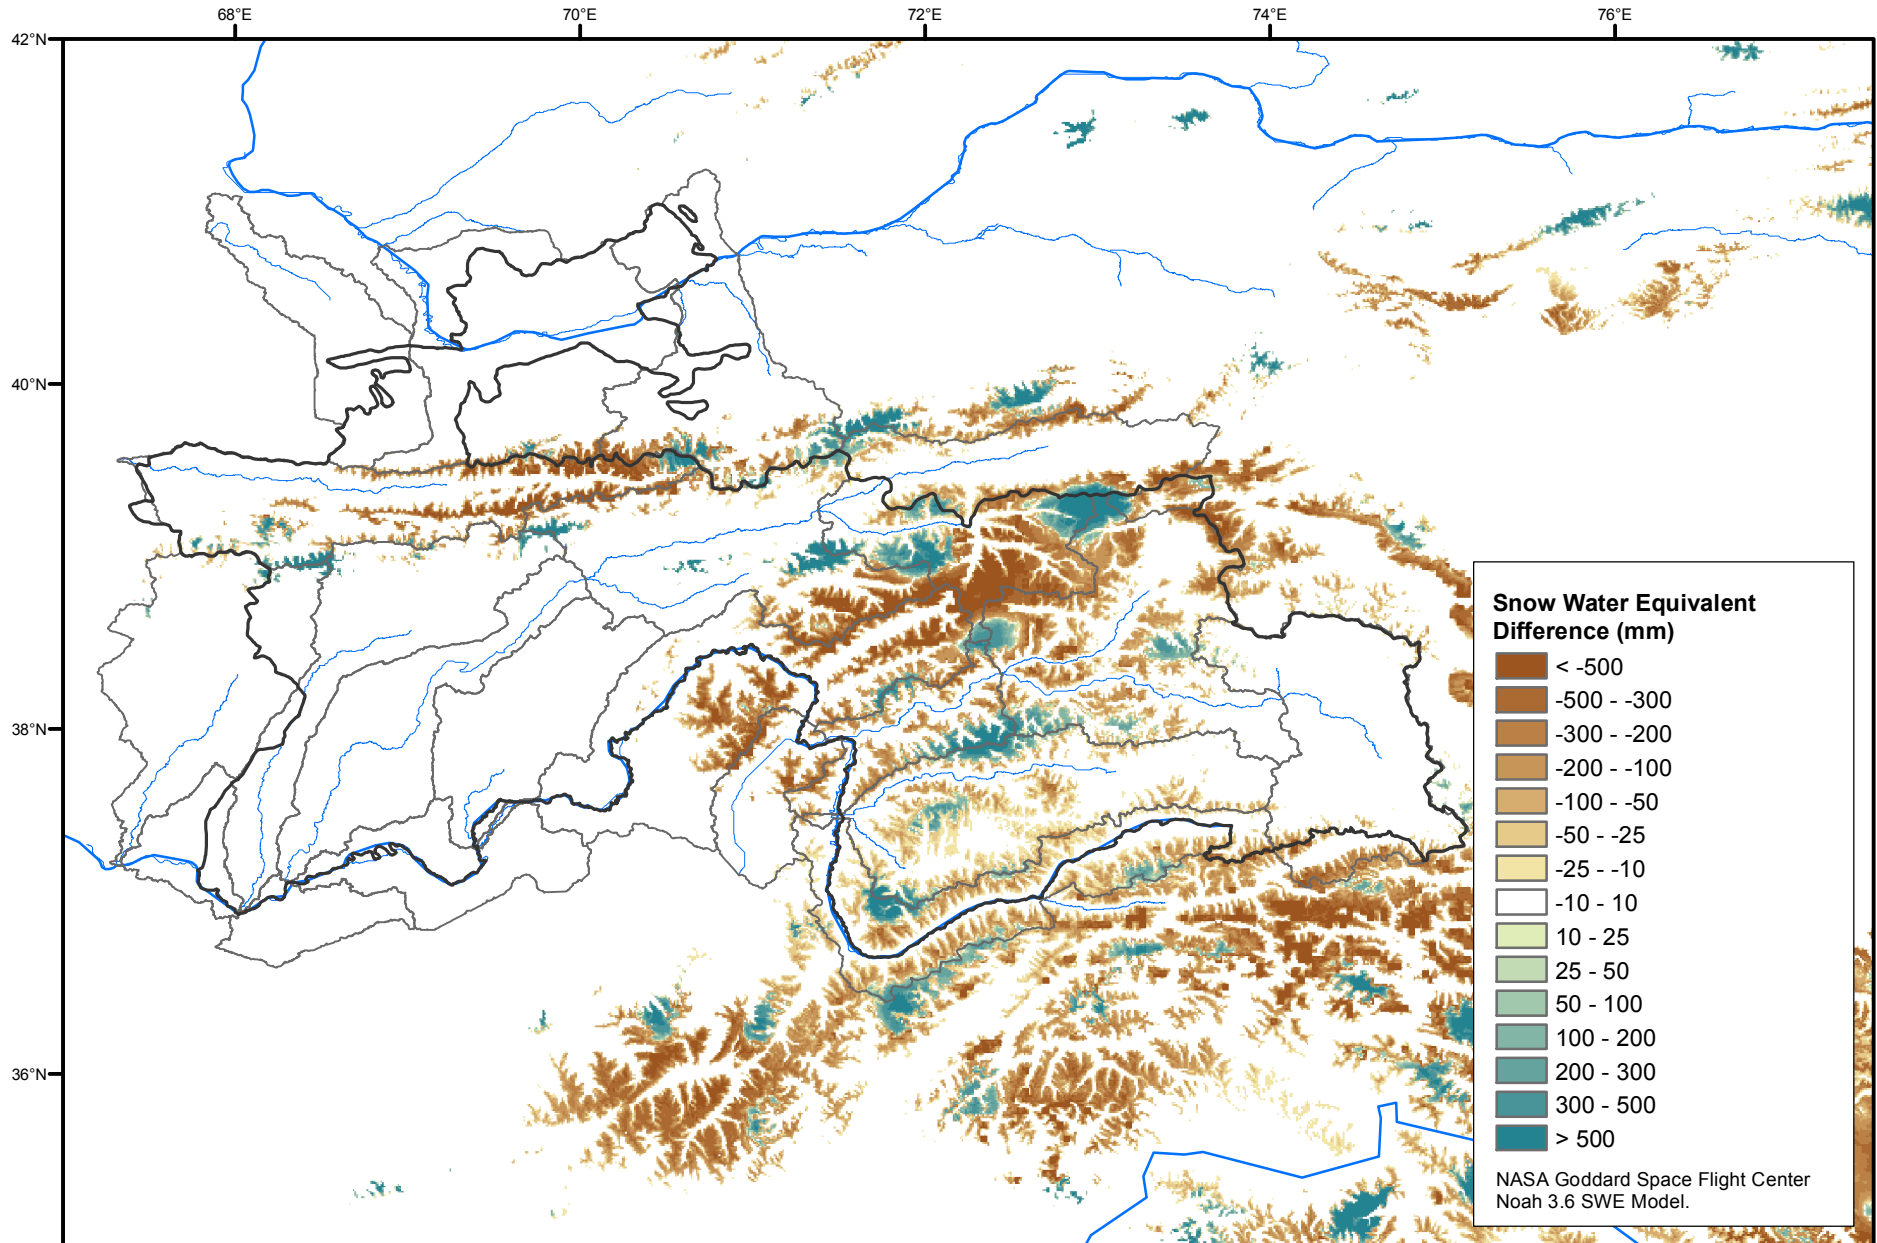 68°E
70°E
72°E
74°E
76°E
42°N
40°N
38°N
36°N
Snow Water Equivalent
Difference (mm)
< -500
-500 - -300
-300 - -200
-200 - -100
-100 - -50
-50 - -25
-25 - -10
-10 - 10
10 - 25
25 - 50
50 - 100
100 - 200
200 - 300
300 - 500
> 500
NASA Goddard Space Flight Center
Noah 3.6 SWE Model.